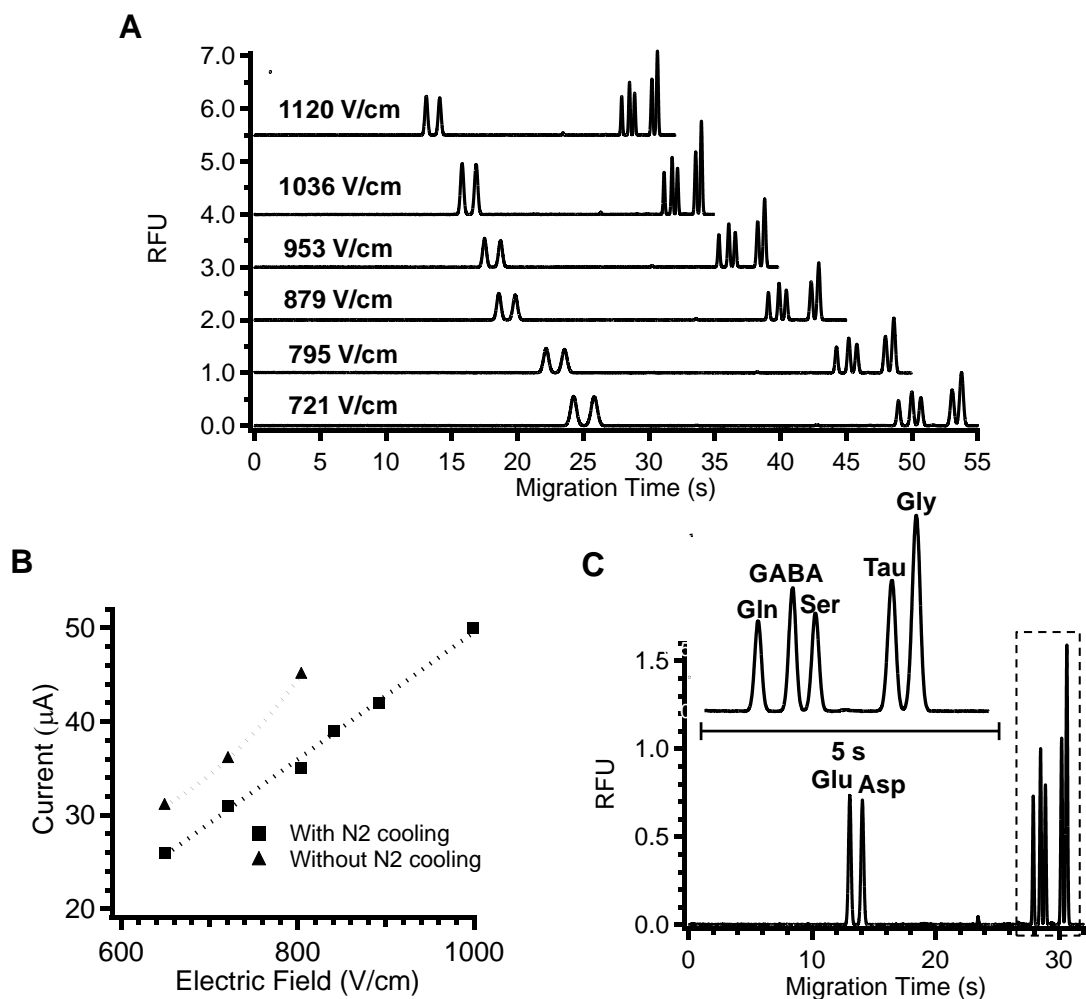 A
7.0
6.0
5.0
4.0
3.0
2.0
1.0
0.0
RFU
1120 V/cm
1036 V/cm
953 V/cm
879 V/cm
795 V/cm
721 V/cm
0 5 10 15 20 25 30 35 40 45 50 55
Migration Time (s)
B
50
40
30
20
Current (μA)
With N2 cooling
Without N2 cooling
600 800 1000
Electric Field (V/cm)
C
Gly
GABA
Tau
Gln
Ser
5 s
Glu Asp
1.5
1.0
0.5
0.0
RFU
0 10 20 30
Migration Time (s)